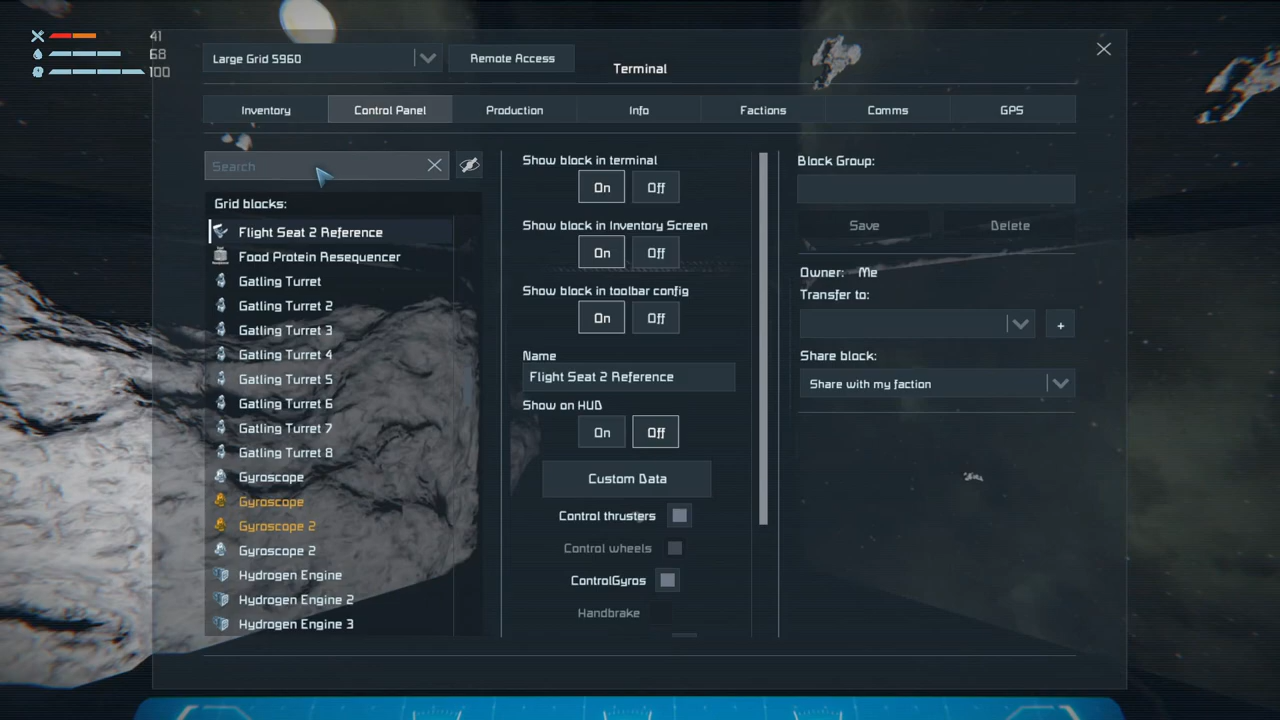 41
68
100
Large Grid 5960
Remote Access
Terminal
Inventory
Control Panel
Production
Info
Factions
Comms
GPS
Search
Grid blocks:
Flight Seat 2 Reference
Food Protein Resequencer
Gatling Turret
Gatling Turret 2
Gatling Turret 3
Gatling Turret 4
Gatling Turret 5
Gatling Turret 6
Gatling Turret 7
Gatling Turret 8
Gyroscope
Gyroscope
Gyroscope 2
Gyroscope 2
Hydrogen Engine
Hydrogen Engine 2
Hydrogen Engine 3
Show block in terminal
On Off
Show block in Inventory Screen
On Off
Show block in toolbar config
On Off
Name
Flight Seat 2 Reference
Show on HUD
On Off
Custom Data
Control thrusters
Control wheels
ControlGyros
Handbrake
Block Group:
Save Delete
Owner: Me
Transfer to:
+
Share block:
Share with my faction